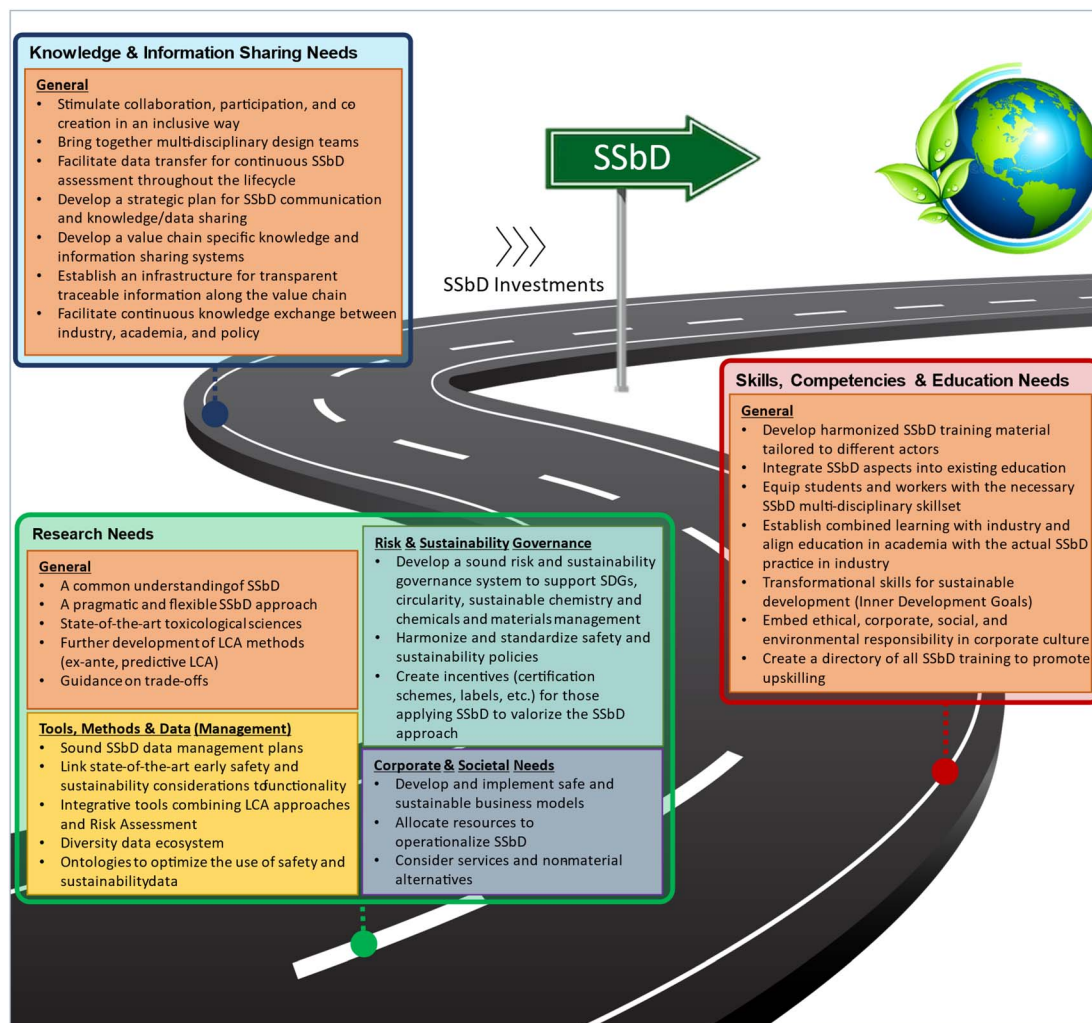 Knowledge & Information Sharing Needs
General
• Stimulate collaboration, participation, and co
creation in an inclusive way
• Bring together multi-disciplinary design teams
• Facilitate data transfer for continuous SSbD
assessment throughout the lifecycle
• Develop a strategic plan for SSbD communication
and knowledge/data sharing
• Develop a value chain specific knowledge and
information sharing systems
• Establish an infrastructure for transparent
traceable information along the value chain
• Facilitate continuous knowledge exchange between
industry, academia, and policy
SSbD
SSbD Investments
Skills, Competencies & Education Needs
General
• Develop harmonized SSbD training material
tailored to different actors
• Integrate SSbD aspects into existing education
• Equip students and workers with the necessary
SSbD multi-disciplinary skillset
• Establish combined learning with industry and
align education in academia with the actual SSbD
practice in industry
• Transformational skills for sustainable
development (Inner Development Goals)
• Embed ethical, corporate, social, and
environmental responsibility in corporate culture
• Create a directory of all SSbD training to promote
upskilling
Research Needs
General
• A common understanding of SSbD
• A pragmatic and flexible SSbD approach
• State-of-the-art toxicological sciences
• Further development of LCA methods
(ex-ante, predictive LCA)
• Guidance on trade-offs
Tools, Methods & Data (Management)
• Sound SSbD data management plans
• Link state-of-the-art early safety and
sustainability considerations to functionality
• Integrative tools combining LCA approaches
and Risk Assessment
• Diversity data ecosystem
• Ontologies to optimize the use of safety and
sustainability data
Risk & Sustainability Governance
• Develop a sound risk and sustainability
governance system to support SDGs,
circularity, sustainable chemistry and
chemicals and materials management
• Harmonize and standardize safety and
sustainability policies
• Create incentives (certification
schemes, labels, etc.) for those
applying SSbD to valorize the SSbD
approach
Corporate & Societal Needs
• Develop and implement safe and
sustainable business models
• Allocate resources to
operationalize SSbD
• Consider services and nonmaterial
alternatives